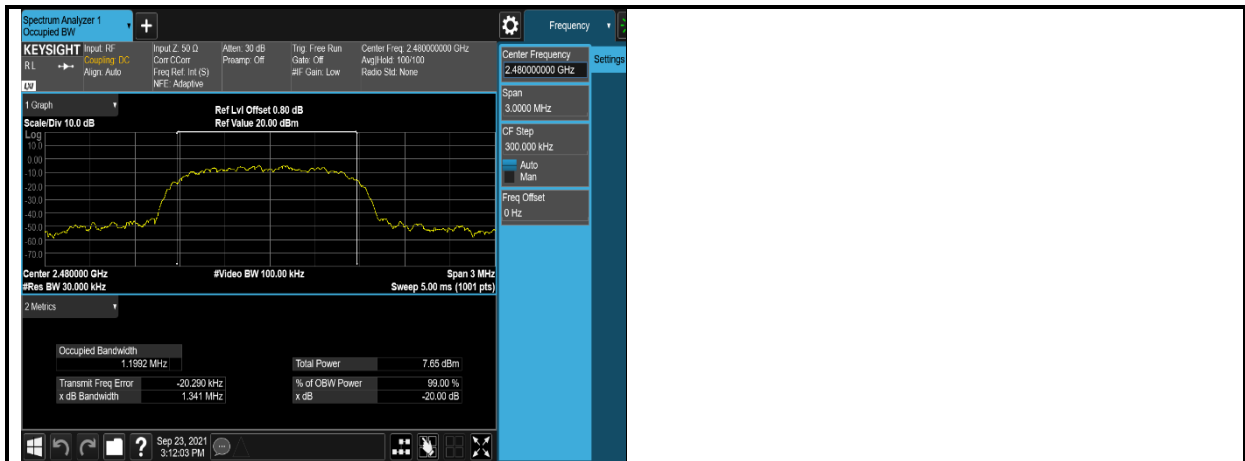 Spectrum Analyzer 1
Occupied BW
+
Frequency
KEYSIGHT
RL
LXI
Input: RF
Coupling: DC
Align: Auto
Input Z: 50 Ω
Corr CCorr
Freq Ref: Int (S)
NFE: Adaptive
Atten: 30 dB
Preamp: Off
Trig: Free Run
Gate: Off
#IF Gain: Low
Center Freq: 2.480000000 GHz
Avg|Hold: 100/100
Radio Std: None
Center Frequency
2.480000000 GHz
Settings
Span
3.0000 MHz
CF Step
300.000 kHz
Auto
Man
Freq Offset
0 Hz
1 Graph
Scale/Div 10.0 dB
Ref Lvl Offset 0.80 dB
Ref Value 20.00 dBm
Log
10.0
0.00
-10.0
-20.0
-30.0
-40.0
-50.0
-60.0
-70.0
Center 2.480000 GHz
#Res BW 30.000 kHz
#Video BW 100.00 kHz
Span 3 MHz
Sweep 5.00 ms (1001 pts)
2 Metrics
Occupied Bandwidth
1.1992 MHz
Transmit Freq Error -20.290 kHz
x dB Bandwidth 1.341 MHz
Total Power 7.65 dBm
% of OBW Power 99.00 %
x dB -20.00 dB
?
Sep 23, 2021
3:12:03 PM